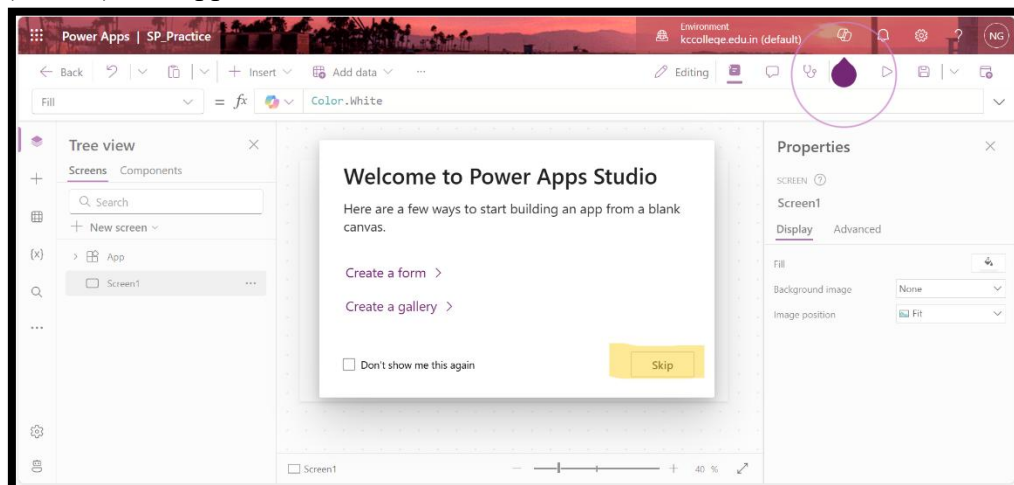 Environment
Power Apps | SP_Practice
kccollege.edu.in (default)
? NG
Back
Insert
Add data
...
Editing
Fill
= fx
Color.White
Tree view
Screens Components
Search
New screen
App
Screen1
...
Welcome to Power Apps Studio
Here are a few ways to start building an app from a blank
canvas.
Create a form >
Create a gallery >
Don't show me this again
Skip
Properties
SCREEN ?
Screen1
Display Advanced
Fill
Background image None
Image position Fit
{x}
...
Screen1
— + 40 %